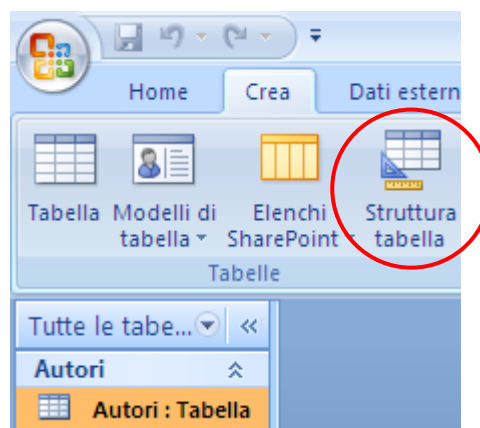 Home Crea Dati estern
Tabella Modelli di tabella Elenchi SharePoint Struttura tabella
Tabelle
Tutte le tabe...
Autori
Autori : Tabella